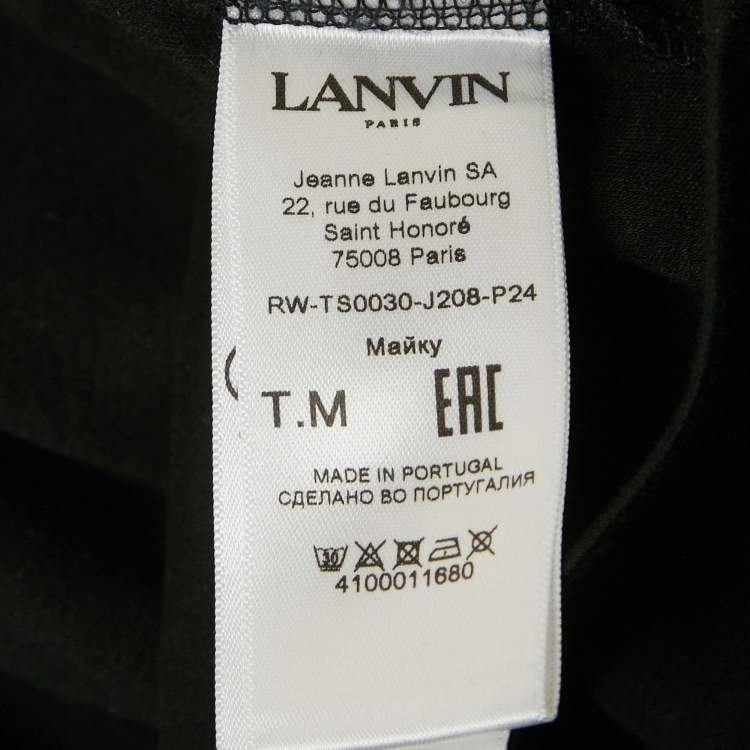 LANVIN
PARIS
Jeanne Lanvin SA
22, rue du Faubourg
Saint Honoré
75008 Paris
RW-TS0030-J208-P24
Майку
T.M EAC
MADE IN PORTUGAL
СДЕЛАНО ВО ПОРТУГАЛИЯ
30
4100011680